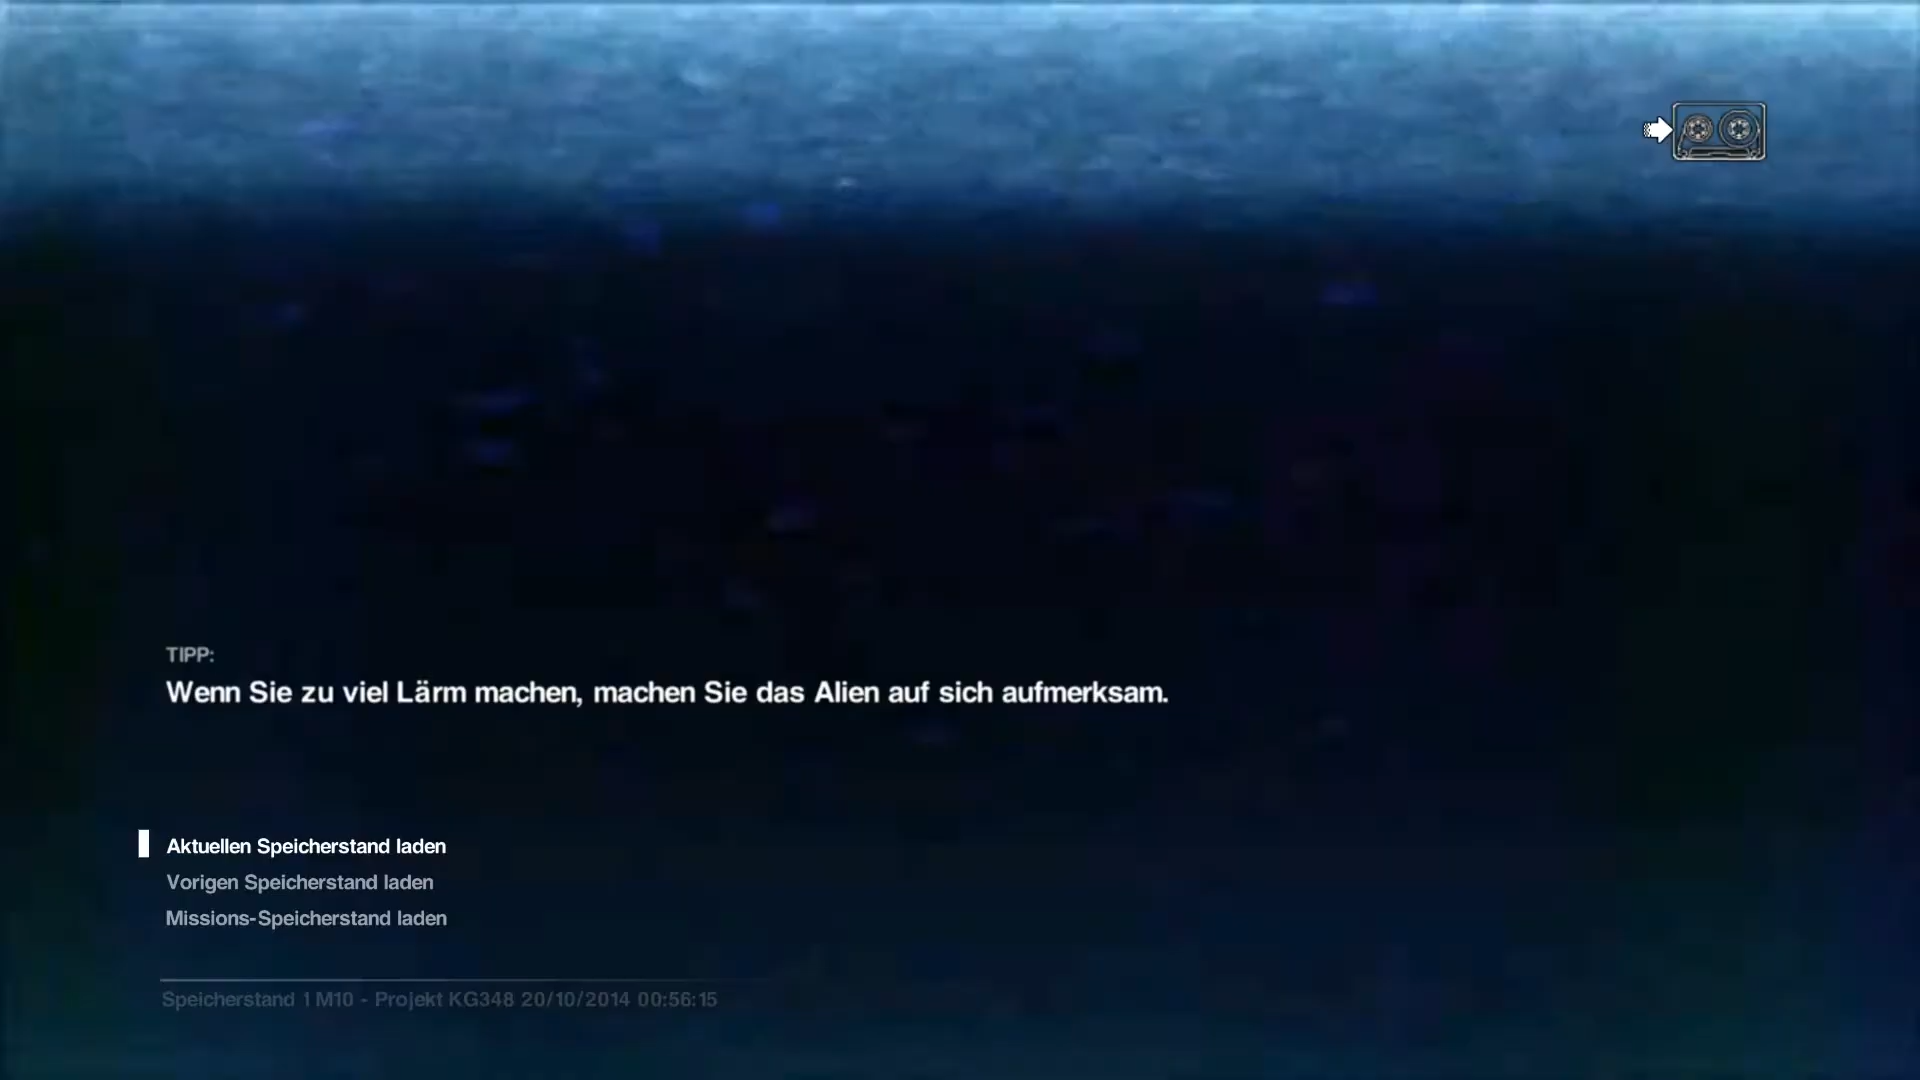 TIPP:
Wenn Sie zu viel Lärm machen, machen Sie das Alien auf sich aufmerksam.
Aktuellen Speicherstand laden
Vorigen Speicherstand laden
Missions-Speicherstand laden
Speicherstand 1 M10 - Projekt KG348 20/10/2014 00:56:15